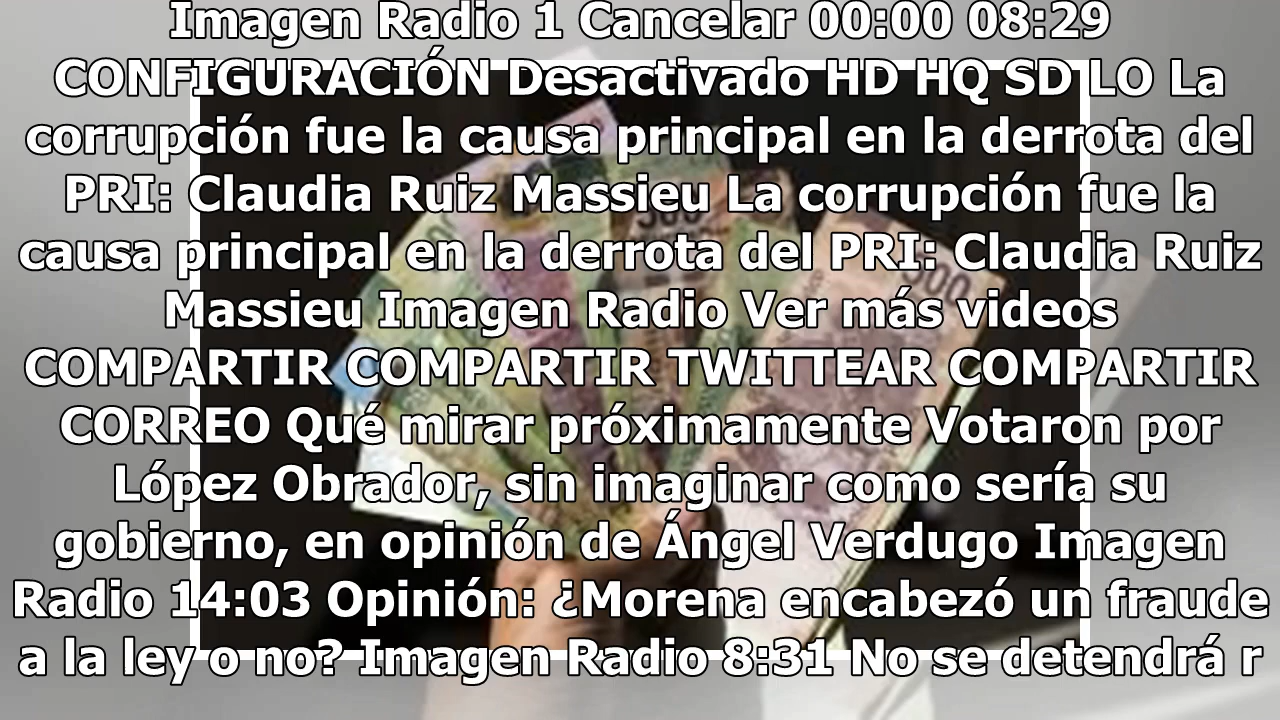 Imagen Radio 1 Cancelar 00:00 08:29
CONFIGURACIÓN Desactivado HD HQ SD LO La
corrupción fue la causa principal en la derrota del
PRI: Claudia Ruiz Massieu La corrupción fue la
causa principal en la derrota del PRI: Claudia Ruiz
Massieu Imagen Radio Ver más videos
COMPARTIR COMPARTIR TWITTEAR COMPARTIR
CORREO Qué mirar próximamente Votaron por
López Obrador, sin imaginar como sería su
gobierno, en opinión de Ángel Verdugo Imagen
Radio 14:03 Opinión: ¿Morena encabezó un fraude
a la ley o no? Imagen Radio 8:31 No se detendrá r